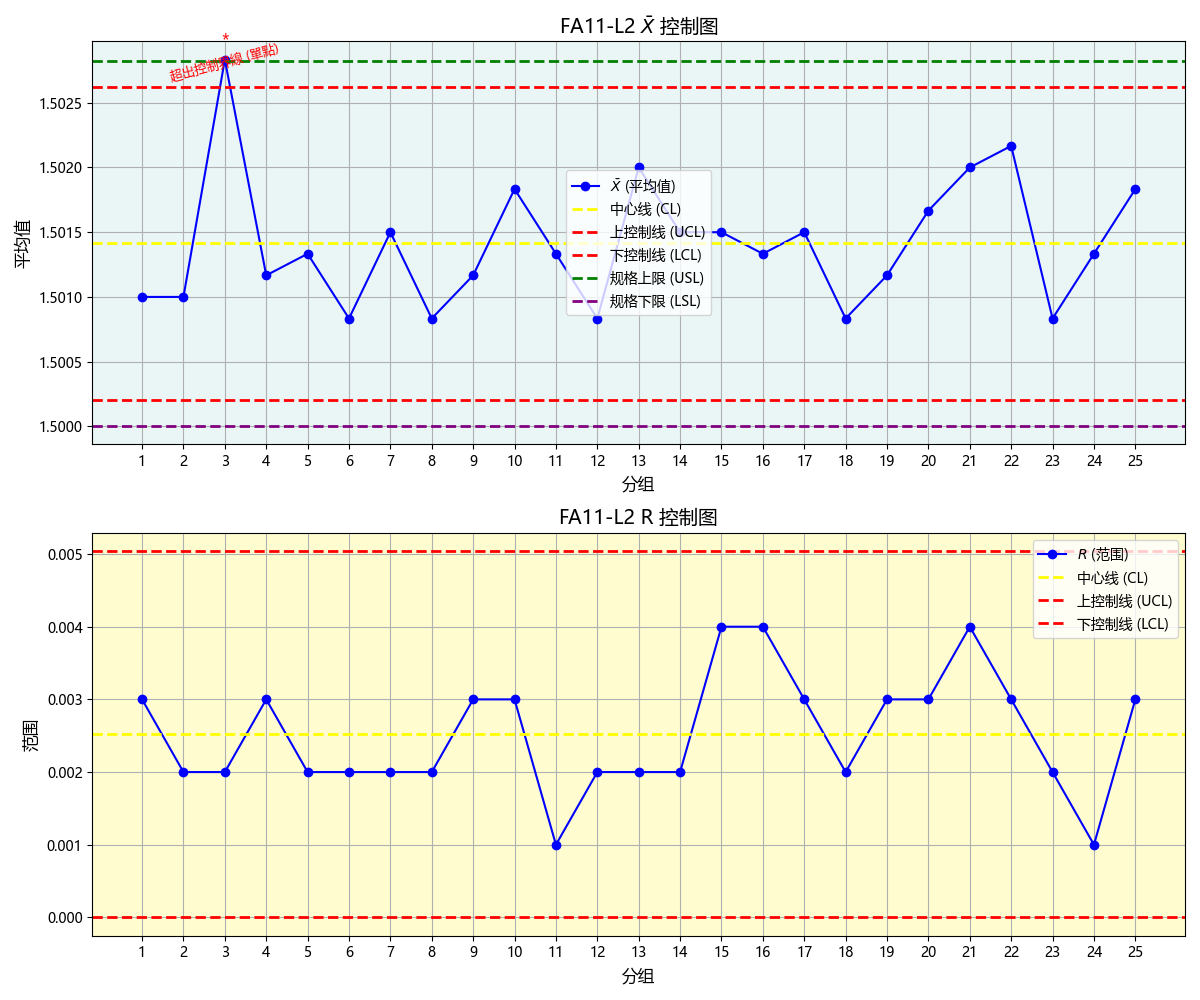 FA11-L2 X̄ 控制图
*
超出控制界線 (單點)
平均值
1.5025
1.5020
1.5015
1.5010
1.5005
1.5000
X̄ (平均值)
中心线 (CL)
上控制线 (UCL)
下控制线 (LCL)
规格上限 (USL)
规格下限 (LSL)
1 2 3 4 5 6 7 8 9 10 11 12 13 14 15 16 17 18 19 20 21 22 23 24 25
分组
FA11-L2 R 控制图
范围
0.005
0.004
0.003
0.002
0.001
0.000
R (范围)
中心线 (CL)
上控制线 (UCL)
下控制线 (LCL)
1 2 3 4 5 6 7 8 9 10 11 12 13 14 15 16 17 18 19 20 21 22 23 24 25
分组